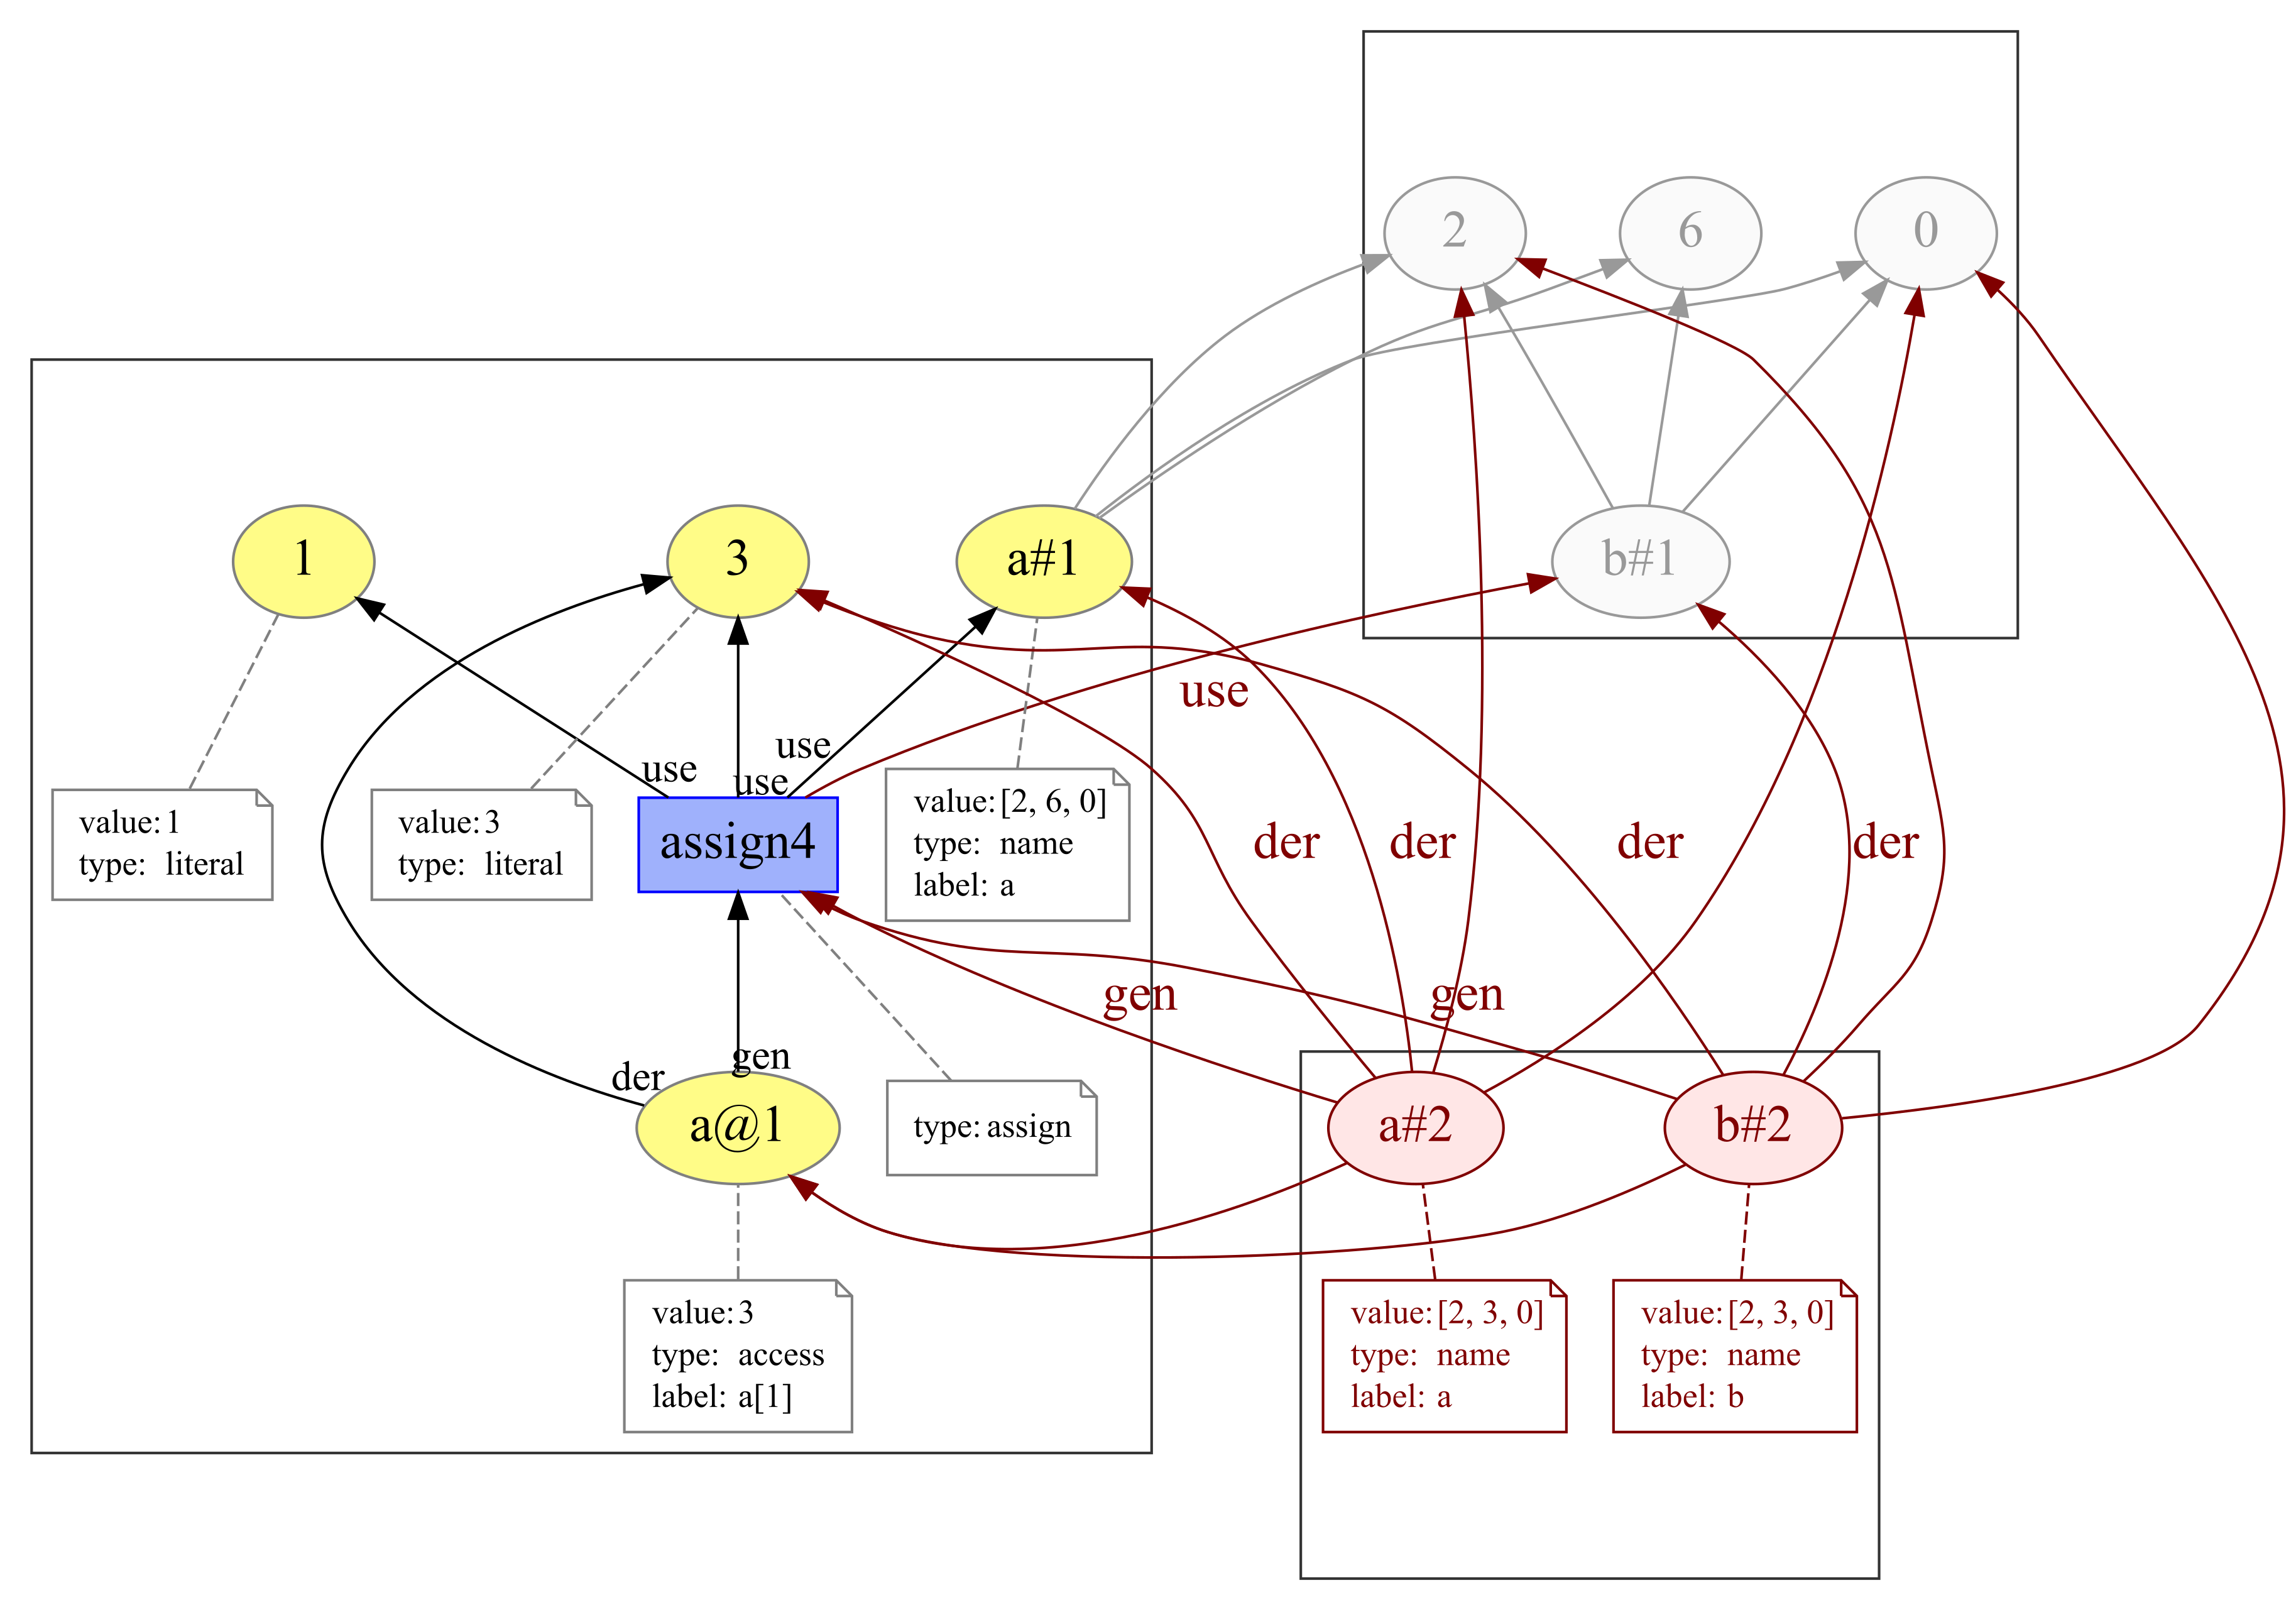 2
6
0
1
3
a#1
b#1
use
use
use
use
value: 1
type: literal
value: 3
type: literal
assign4
value: [2, 6, 0]
type: name
label: a
der
der
der
der
gen
gen
der
gen
a@1
type: assign
a#2
b#2
value: 3
type: access
label: a[1]
value: [2, 3, 0]
type: name
label: a
value: [2, 3, 0]
type: name
label: b